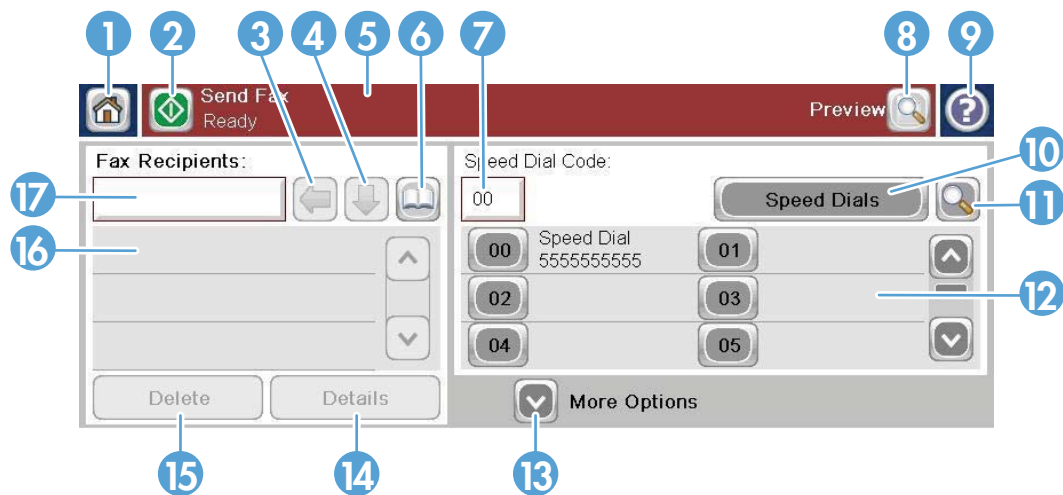 1 2 3 4 5 6 7 8 9
Send Fax
Ready
Preview
?
Fax Recipients:
Speed Dial Code:
10
17
00
Speed Dials
11
16
00 Speed Dial
5555555555
01
02
03
12
04
05
Delete
Details
More Options
15
14
13